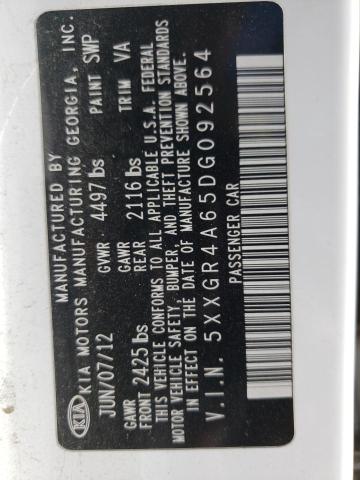 MANUFACTURED BY
KIA KIA MOTORS MANUFACTURING GEORGIA, INC.
JUN/07/12 GVWR 4497 lbs PAINT SWP
GAWR FRONT 2425 lbs GAWR REAR 2116 lbs TRIM VA
THIS VEHICLE CONFORMS TO ALL APPLICABLE U.S.A. FEDERAL
MOTOR VEHICLE SAFETY, BUMPER, AND THEFT PREVENTION STANDARDS
IN EFFECT ON THE DATE OF MANUFACTURE SHOWN ABOVE.
V.I.N. 5XXGR4A65DG092564
PASSENGER CAR